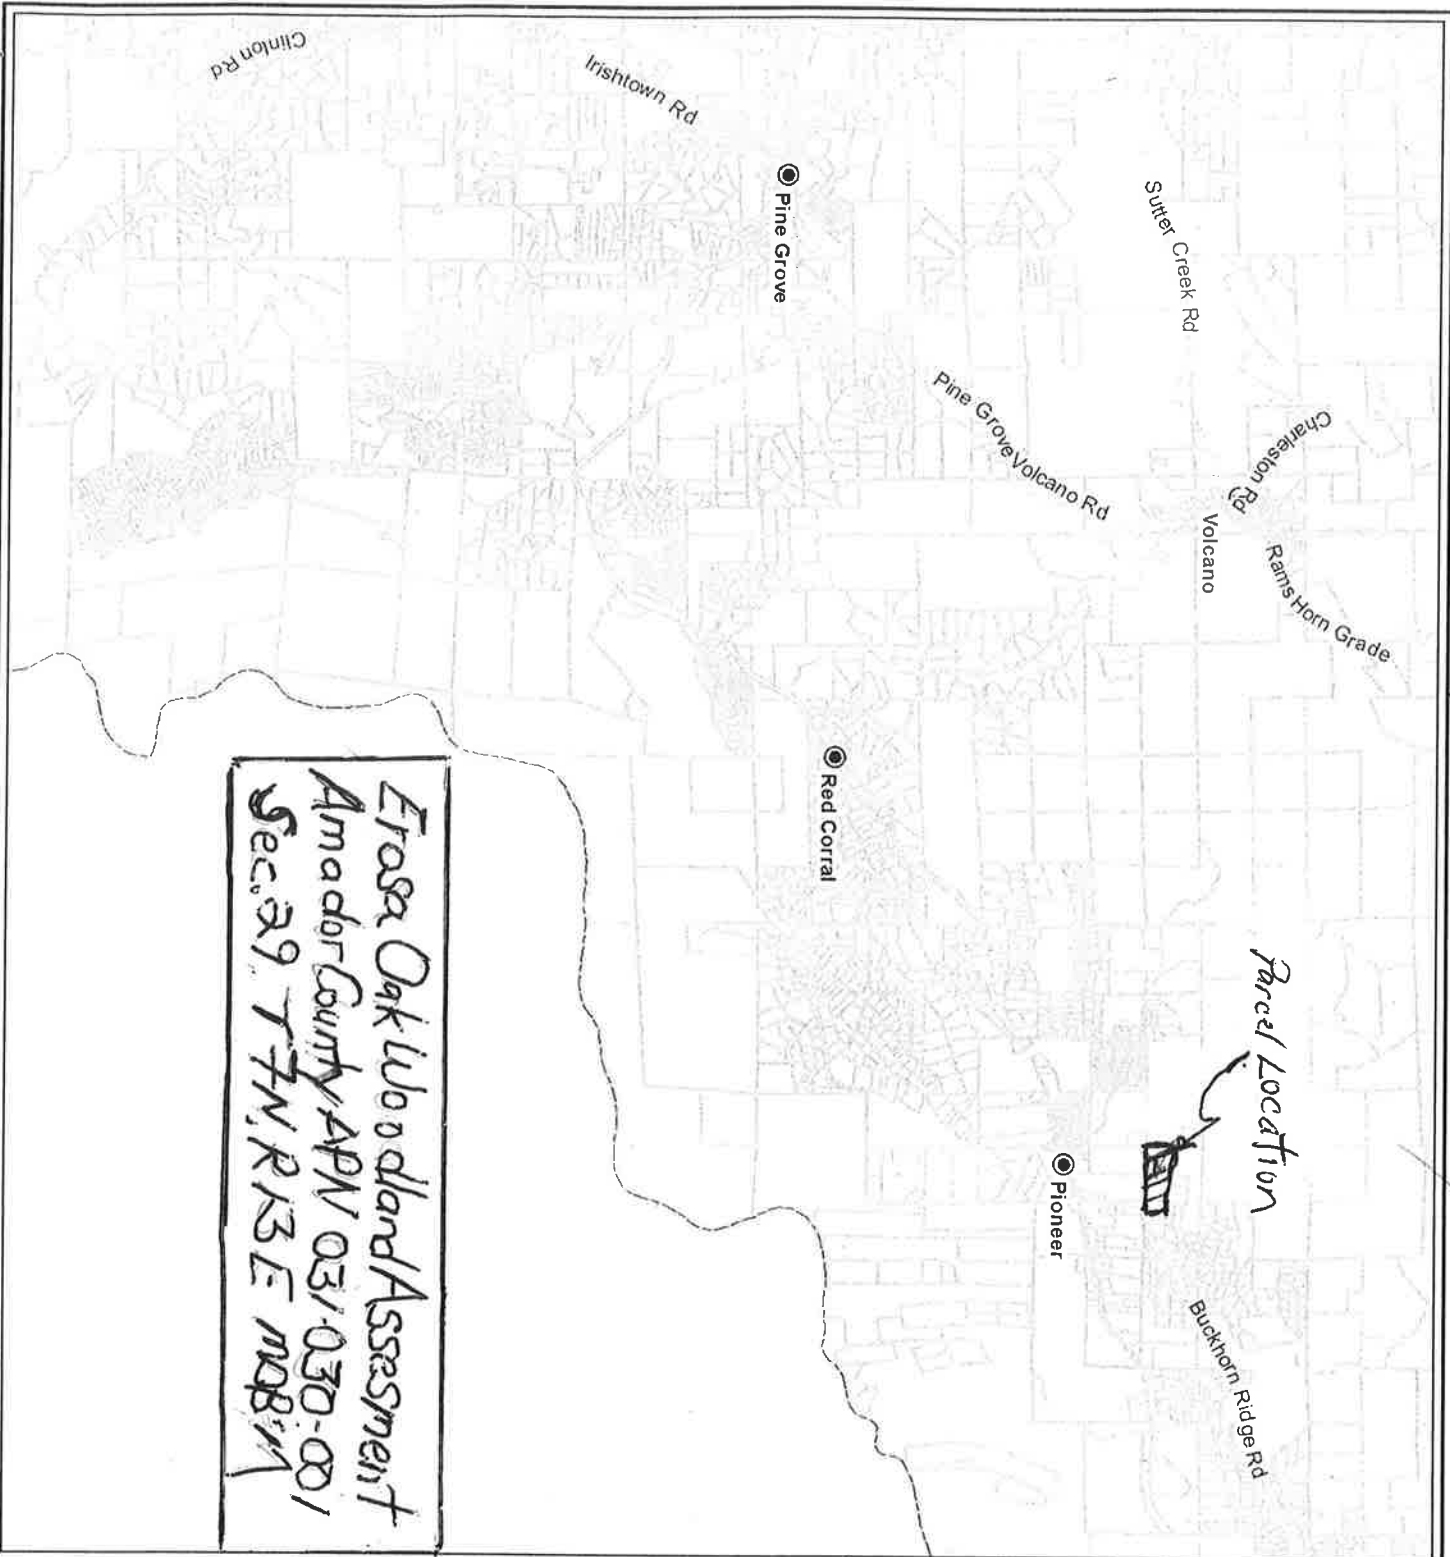 Clinton Rd
Irishtown Rd
Pine Grove
Sutter Creek Rd
Pine Grove Volcano Rd
Charleston Rd
Volcano
Rams Horn Grade
Red Corral
Parcel Location
Pioneer
Buckhorn Ridge Rd
Erasa Oak Woodland Assessment
Amador County APN 031-030-001
Sec. 29, T7N, R13E MDB&M